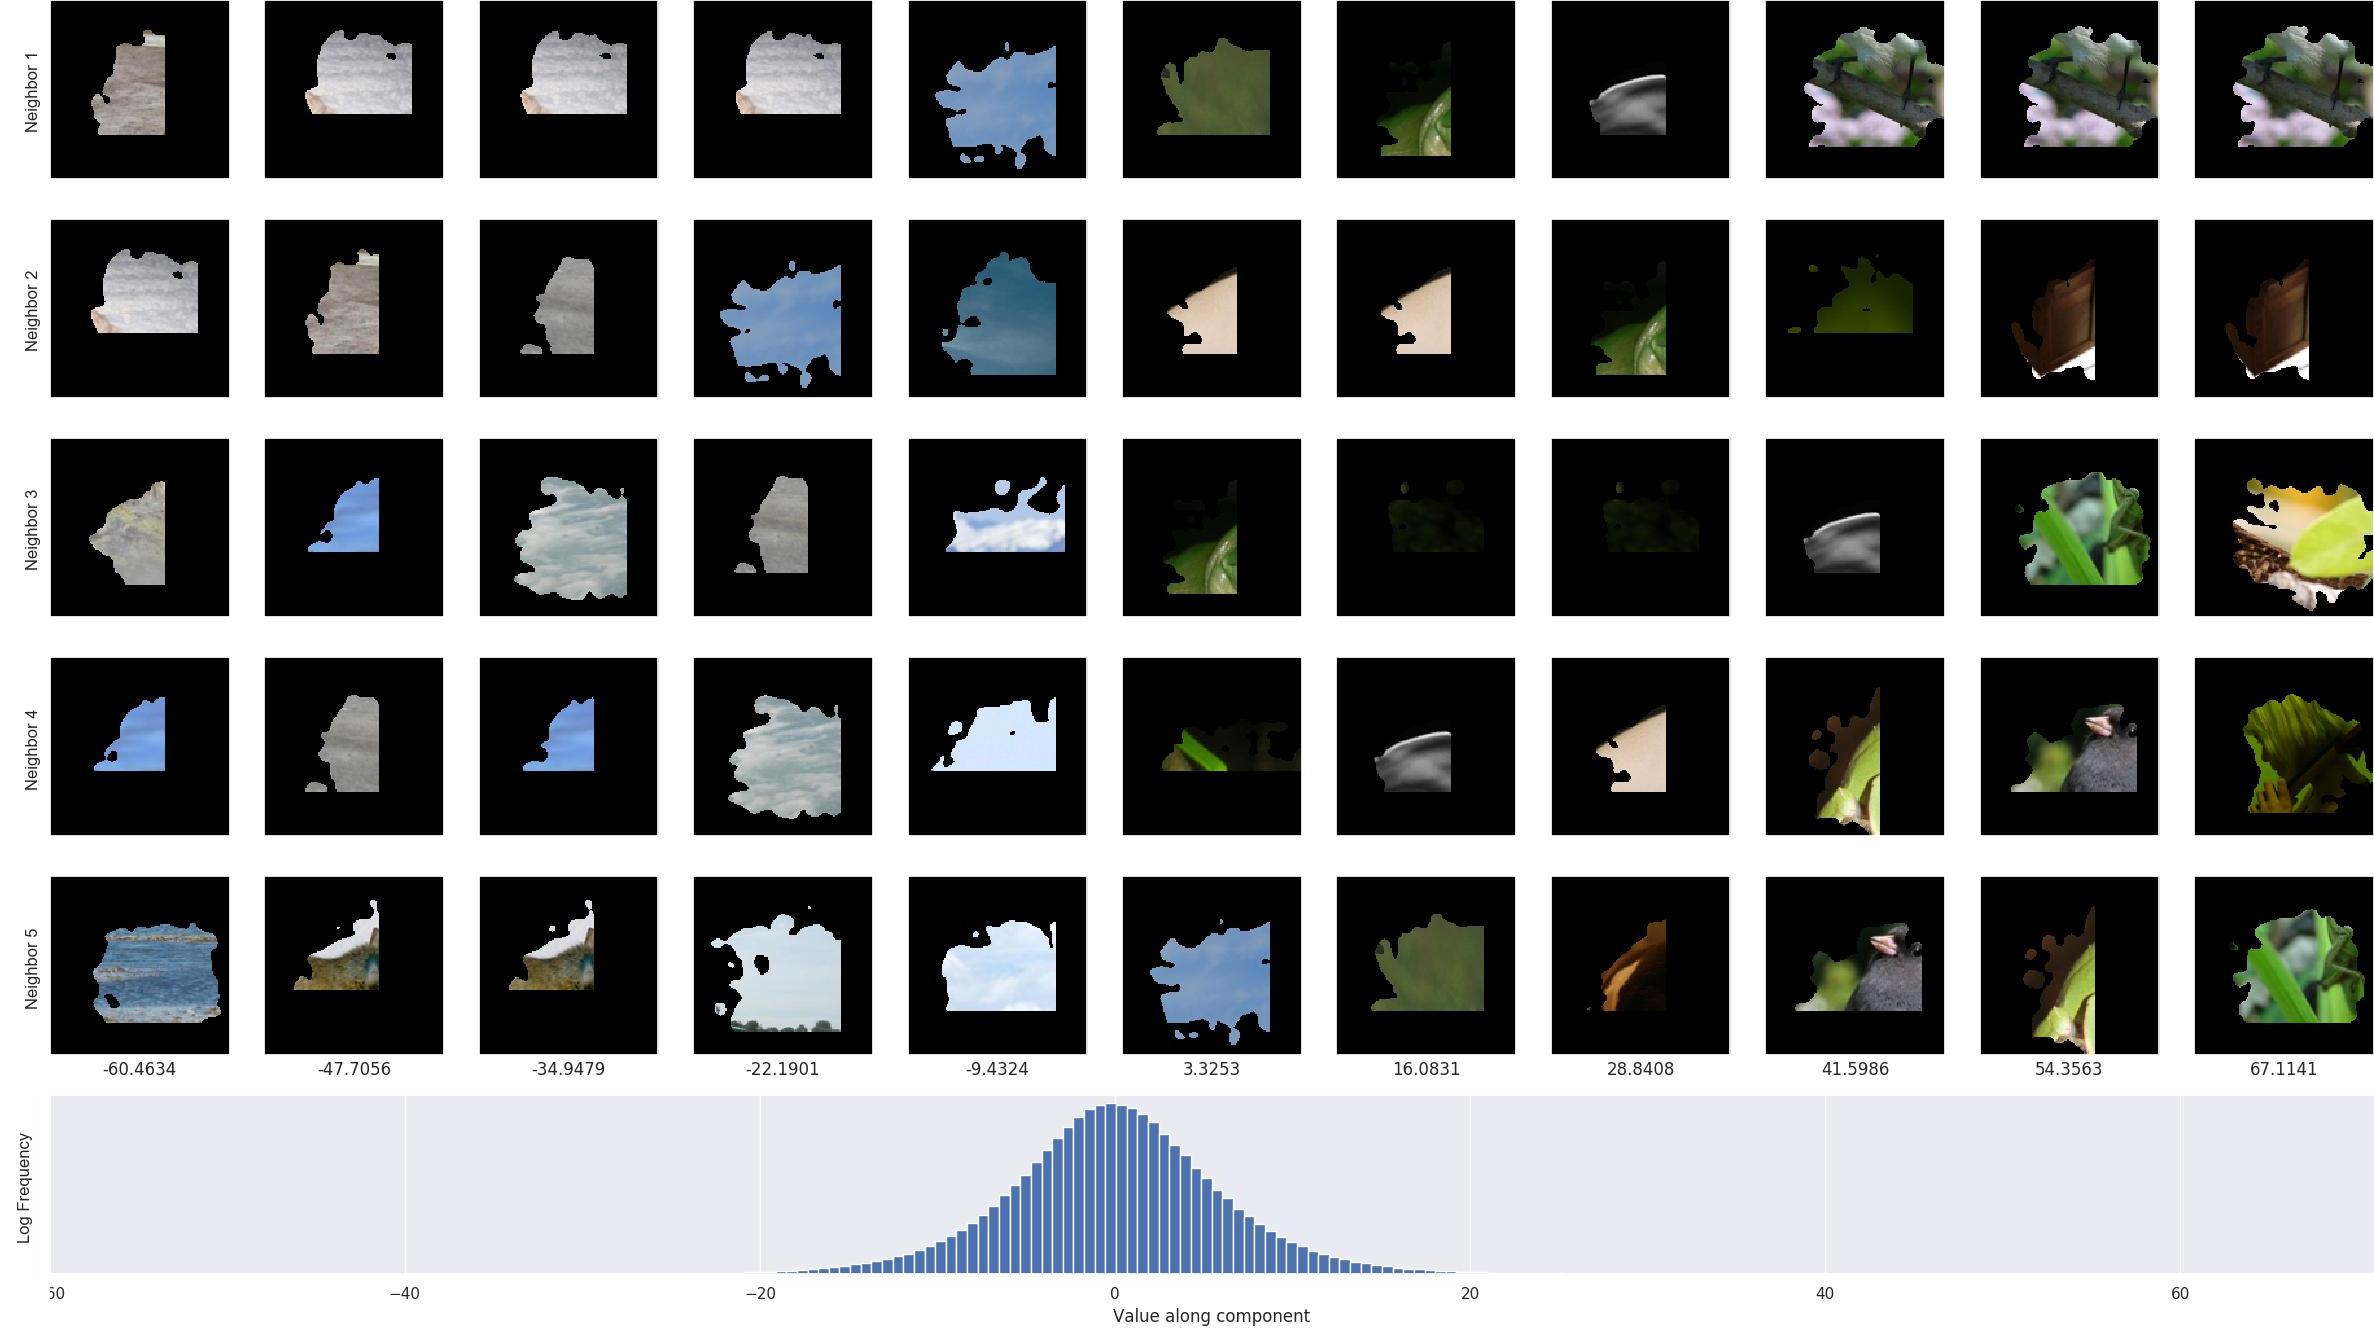 Neighbor 1
Neighbor 2
Neighbor 3
Neighbor 4
Neighbor 5
-60.4634 -47.7056 -34.9479 -22.1901 -9.4324 3.3253 16.0831 28.8408 41.5986 54.3563 67.1141
Log Frequency
60 −40 −20 0 20 40 60
Value along component